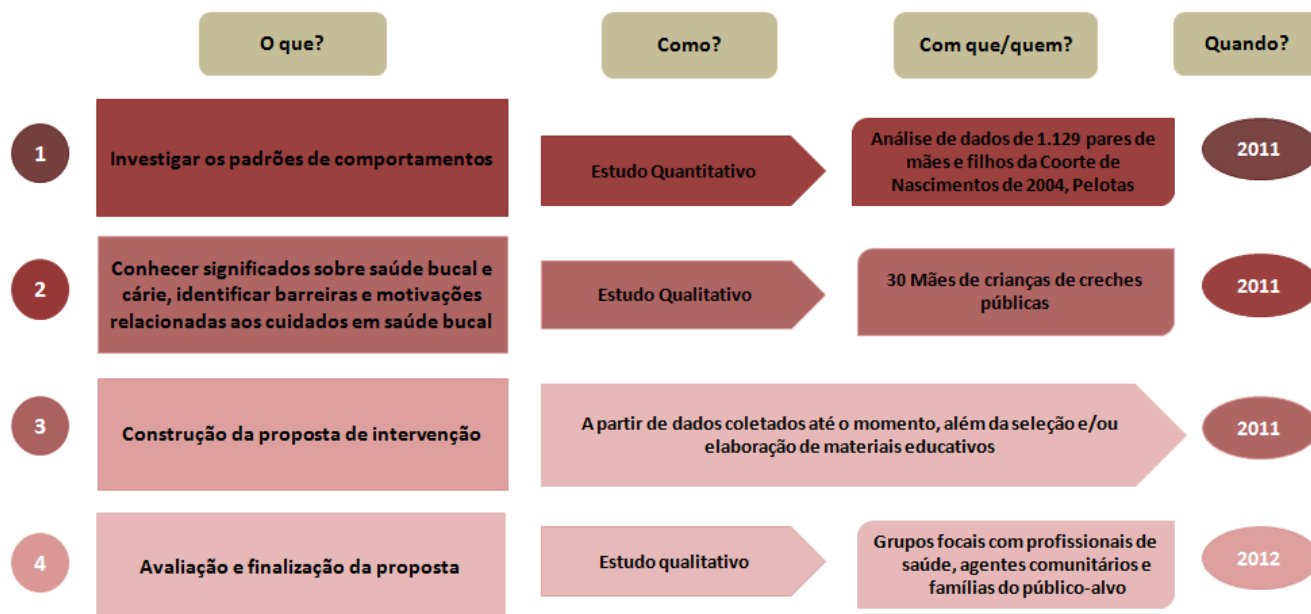 O que?
Como?
Com que/quem?
Quando?
1
Investigar os padrões de comportamentos
Estudo Quantitativo
Análise de dados de 1.129 pares de
mães e filhos da Coorte de
Nascimentos de 2004, Pelotas
2011
2
Conhecer significados sobre saúde bucal e
cárie, identificar barreiras e motivações
relacionadas aos cuidados em saúde bucal
Estudo Qualitativo
30 Mães de crianças de creches
públicas
2011
3
Construção da proposta de intervenção
A partir de dados coletados até o momento, além da seleção e/ou
elaboração de materiais educativos
2011
4
Avaliação e finalização da proposta
Estudo qualitativo
Grupos focais com profissionais de
saúde, agentes comunitários e
famílias do público-alvo
2012